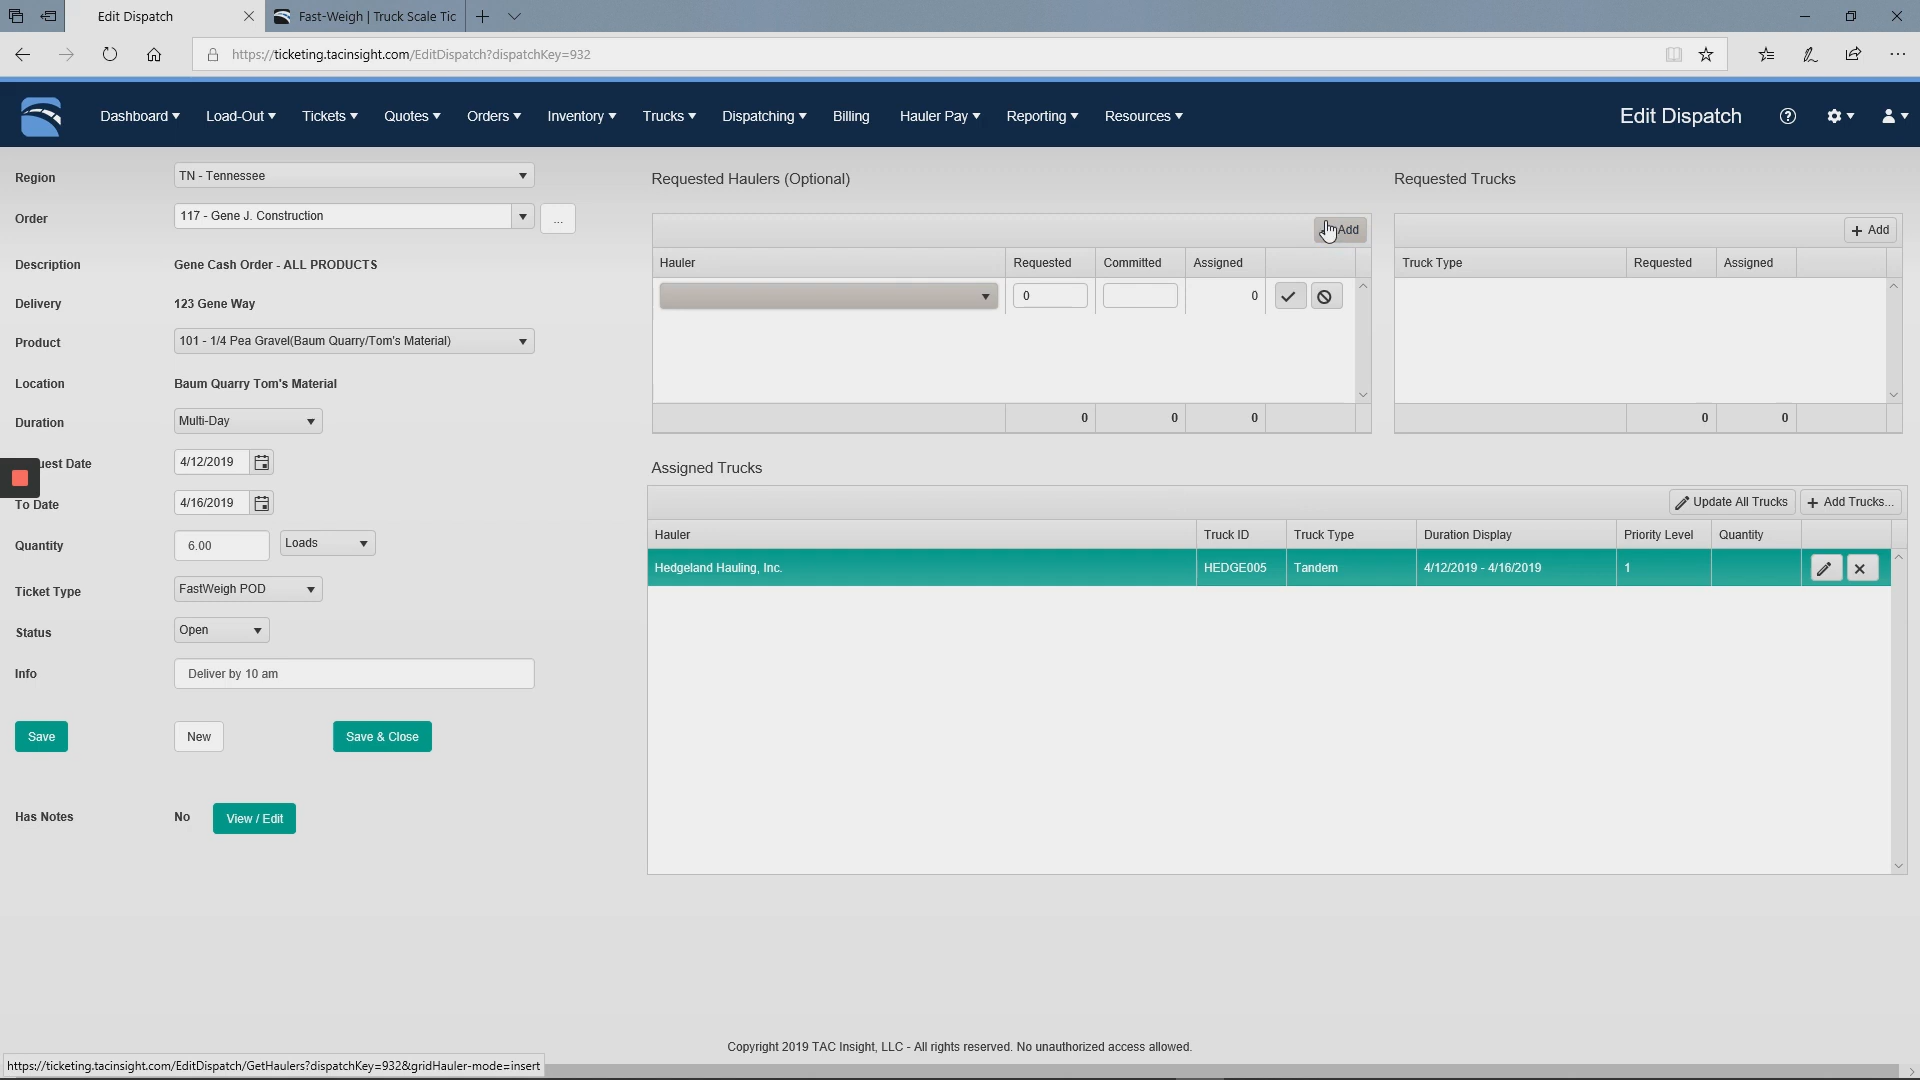 Edit Dispatch
Fast-Weigh | Truck Scale Tic
https://ticketing.tacinsight.com/EditDispatch?dispatchKey=932
Dashboard Load-Out Tickets Quotes Orders Inventory Trucks Dispatching Billing Hauler Pay Reporting Resources Edit Dispatch
Region TN - Tennessee
Order 117 - Gene J. Construction ...
Description Gene Cash Order - ALL PRODUCTS
Delivery 123 Gene Way
Product 101 - 1/4 Pea Gravel(Baum Quarry/Tom's Material)
Location Baum Quarry Tom's Material
Duration Multi-Day
uest Date 4/12/2019
To Date 4/16/2019
Quantity 6.00 Loads
Ticket Type FastWeigh POD
Status Open
Info Deliver by 10 am
Save New Save & Close
Has Notes No View / Edit
Requested Haulers (Optional)
Add
Hauler Requested Committed Assigned
0 0
0 0 0
Requested Trucks
+ Add
Truck Type Requested Assigned
0 0
Assigned Trucks
Update All Trucks + Add Trucks...
Hauler Truck ID Truck Type Duration Display Priority Level Quantity
Hedgeland Hauling, Inc. HEDGE005 Tandem 4/12/2019 - 4/16/2019 1
Copyright 2019 TAC Insight, LLC - All rights reserved. No unauthorized access allowed.
https://ticketing.tacinsight.com/EditDispatch/GetHaulers?dispatchKey=932&gridHauler-mode=insert